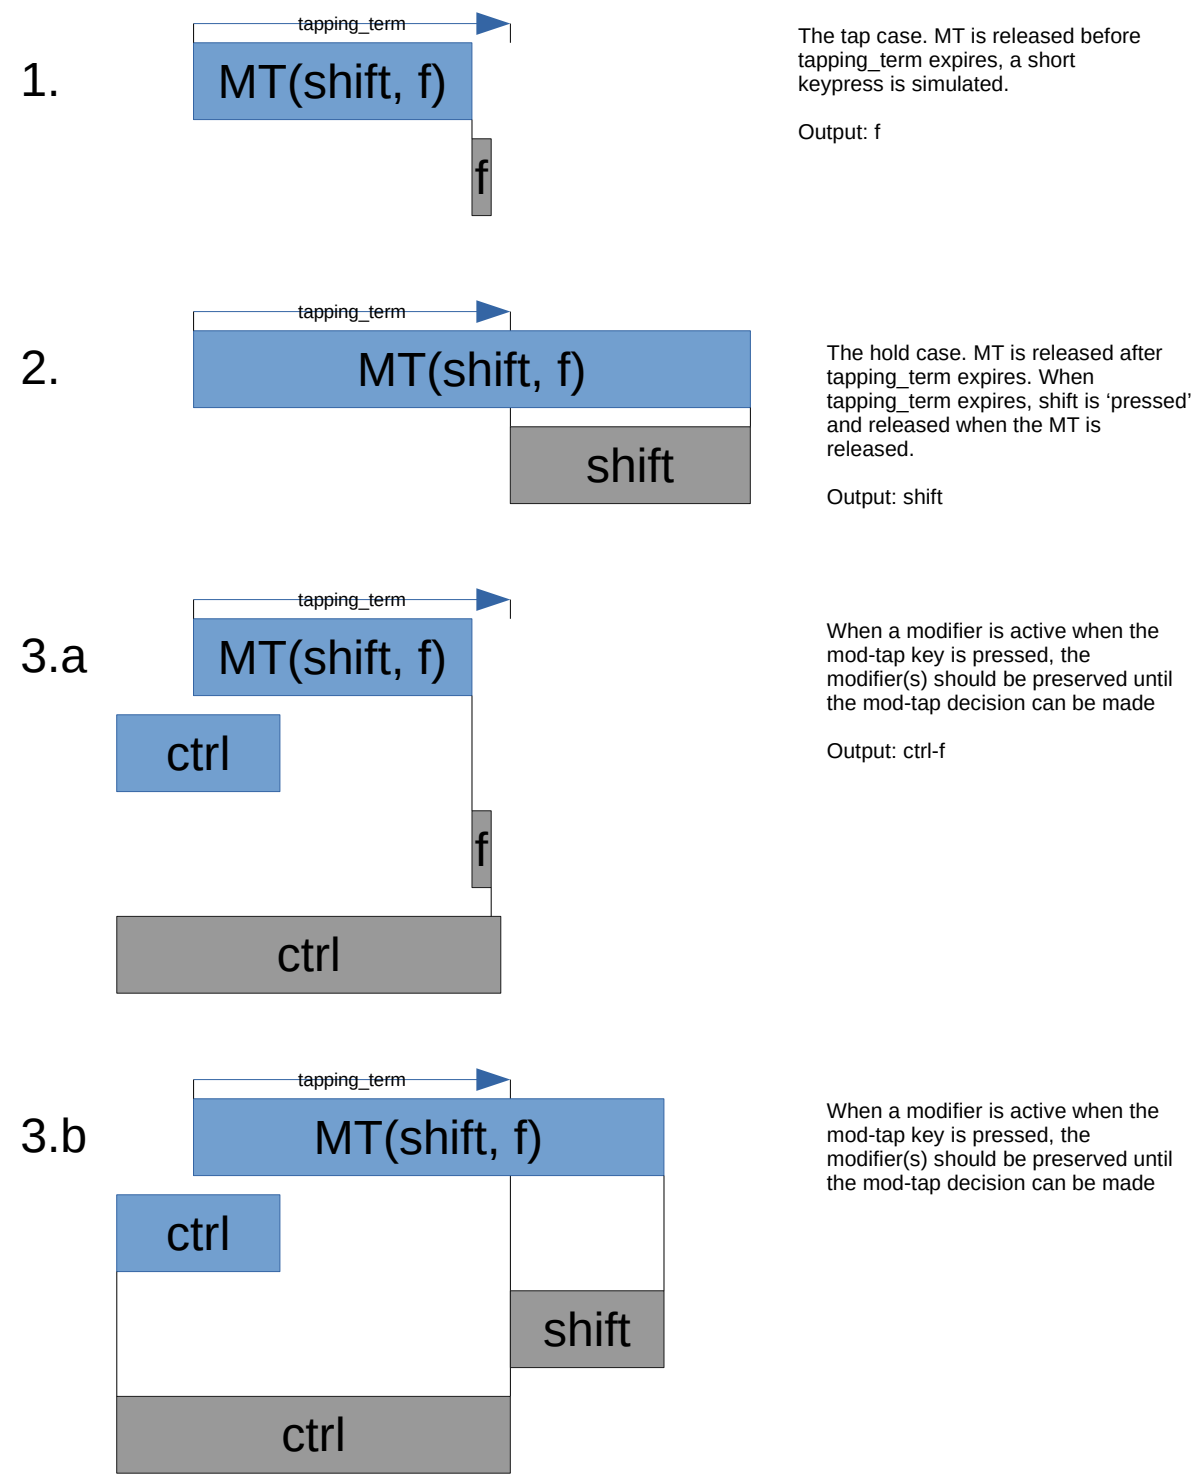 tapping_term
1.
MT(shift, f)
f
The tap case. MT is released before
tapping_term expires, a short
keypress is simulated.
Output: f
tapping_term
2.
MT(shift, f)
shift
The hold case. MT is released after
tapping_term expires. When
tapping_term expires, shift is ‘pressed’
and released when the MT is
released.
Output: shift
tapping_term
3.a
MT(shift, f)
ctrl
f
ctrl
When a modifier is active when the
mod-tap key is pressed, the
modifier(s) should be preserved until
the mod-tap decision can be made
Output: ctrl-f
tapping_term
3.b
MT(shift, f)
ctrl
shift
ctrl
When a modifier is active when the
mod-tap key is pressed, the
modifier(s) should be preserved until
the mod-tap decision can be made